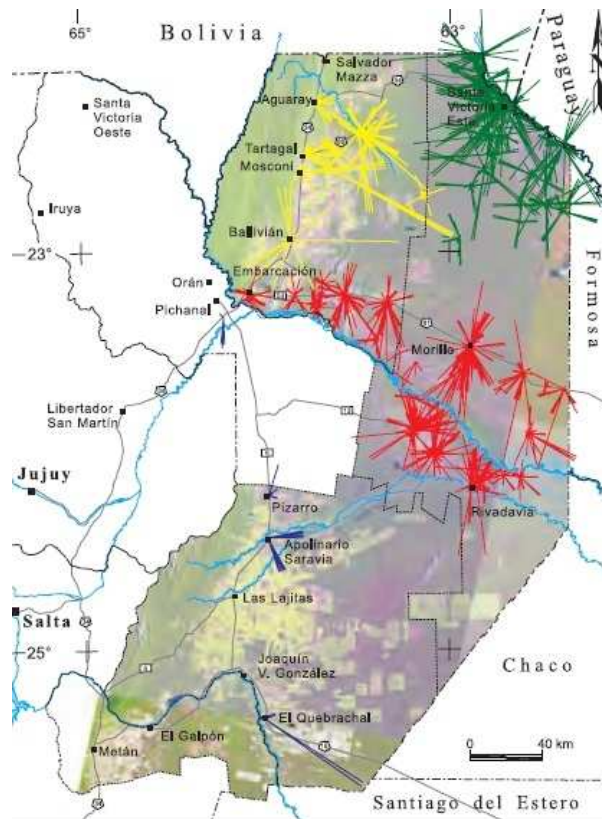 65°
Bolivia
63°
Paraguay
Salvador
Mazza
Santa
Victoria
Oeste
Aguaray
Santa
Victoria
Este
Tartagal
Mosconi
Iruya
Ballivián
23°
Formosa
Orán
Embarcación
Pichanal
Morillo
Libertador
San Martín
Jujuy
Pizarro
Rivadavia
Apolinario
Saravia
Las Lajitas
Salta
25°
Joaquín
V. González
Chaco
El Quebrachal
El Galpón
Metán
0 40 km
Santiago del Estero